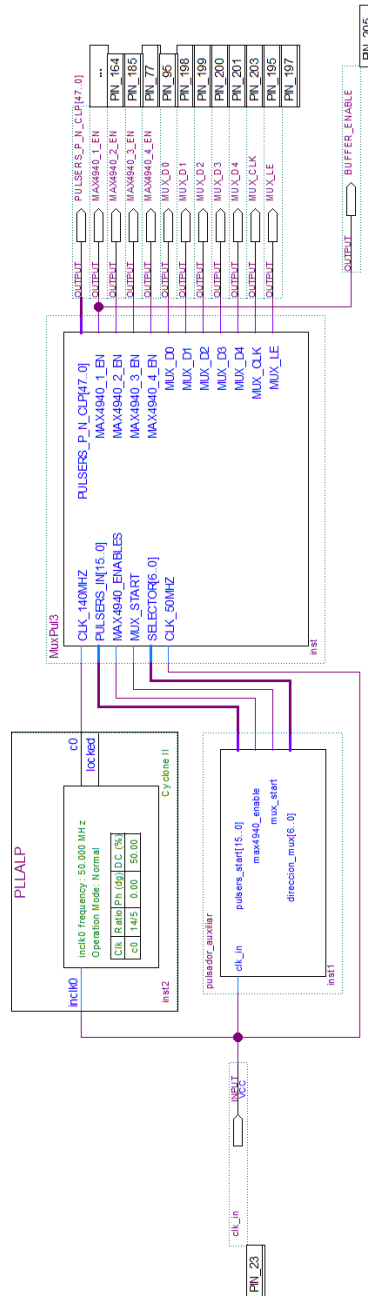 PIN_23
clk_in
INPUT
VCC
PLLALP
inclk0
inclk0 frequency: 50.000 MHz
Operation Mode: Normal
Clk Ratio Ph (dg) DC (%)
c0 14/5 0.00 50.00
c0
locked
inst2
Cyclone II
pulsador_auxiliar
clk_in
pulsers_start[15..0]
max4940_enable
mux_start
direccion_mux[6..0]
inst1
MuxPul3
CLK_140MHZ
PULSERS_IN[15..0]
MAX4940_ENABLES
MUX_START
SELECTOR[6..0]
CLK_50MHZ
PULSERS_P_N_CLP[47..0]
MAX4940_1_EN
MAX4940_2_EN
MAX4940_3_EN
MAX4940_4_EN
MUX_D0
MUX_D1
MUX_D2
MUX_D3
MUX_D4
MUX_CLK
MUX_LE
inst
OUTPUT PULSERS_P_N_CLP[47..0]
OUTPUT MAX4940_1_EN
OUTPUT MAX4940_2_EN
OUTPUT MAX4940_3_EN
OUTPUT MAX4940_4_EN
OUTPUT MUX_D0
OUTPUT MUX_D1
OUTPUT MUX_D2
OUTPUT MUX_D3
OUTPUT MUX_D4
OUTPUT MUX_CLK
OUTPUT MUX_LE
...
PIN_164
PIN_185
PIN_77
PIN_95
PIN_198
PIN_199
PIN_200
PIN_201
PIN_203
PIN_195
PIN_197
OUTPUT BUFFER_ENABLE
PIN_205